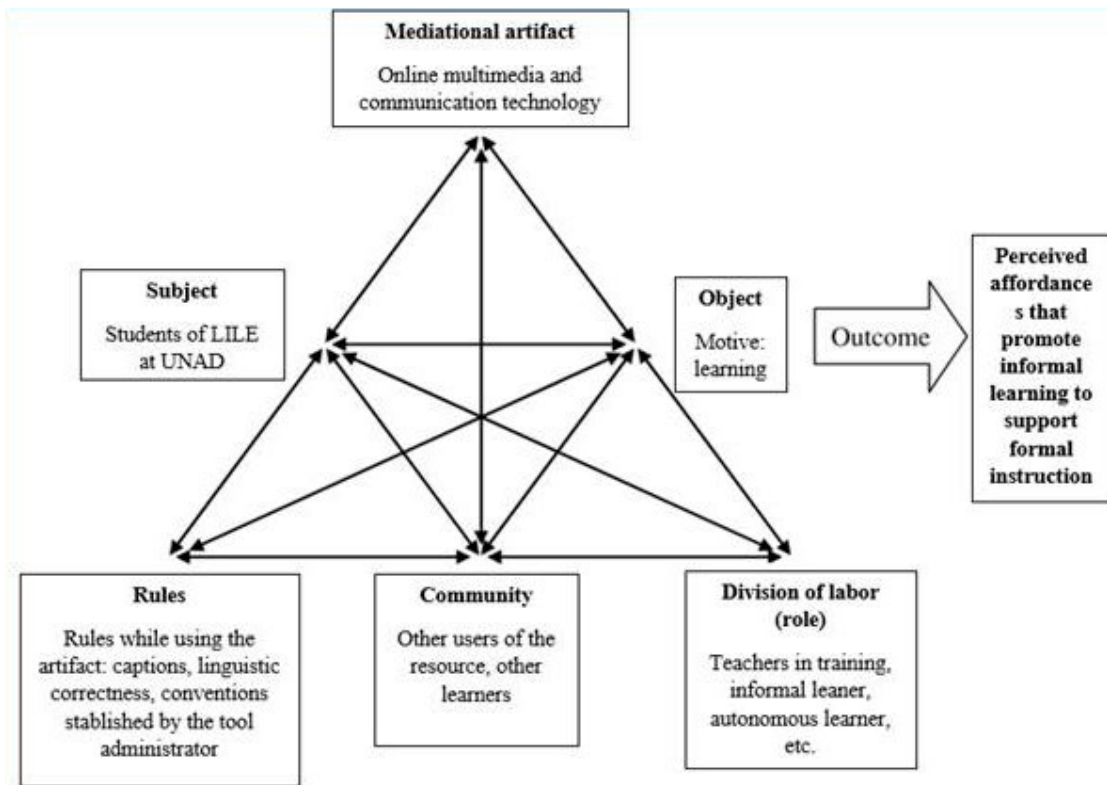 Mediational artifact
Online multimedia and
communication technology
Subject
Students of LILE
at UNAD
Object
Motive:
learning
Outcome
Perceived
affordance
s that
promote
informal
learning to
support
formal
instruction
Rules
Rules while using the
artifact: captions, linguistic
correctness, conventions
stablished by the tool
administrator
Community
Other users of the
resource, other
learners
Division of labor
(role)
Teachers in training,
informal leaner,
autonomous learner,
etc.